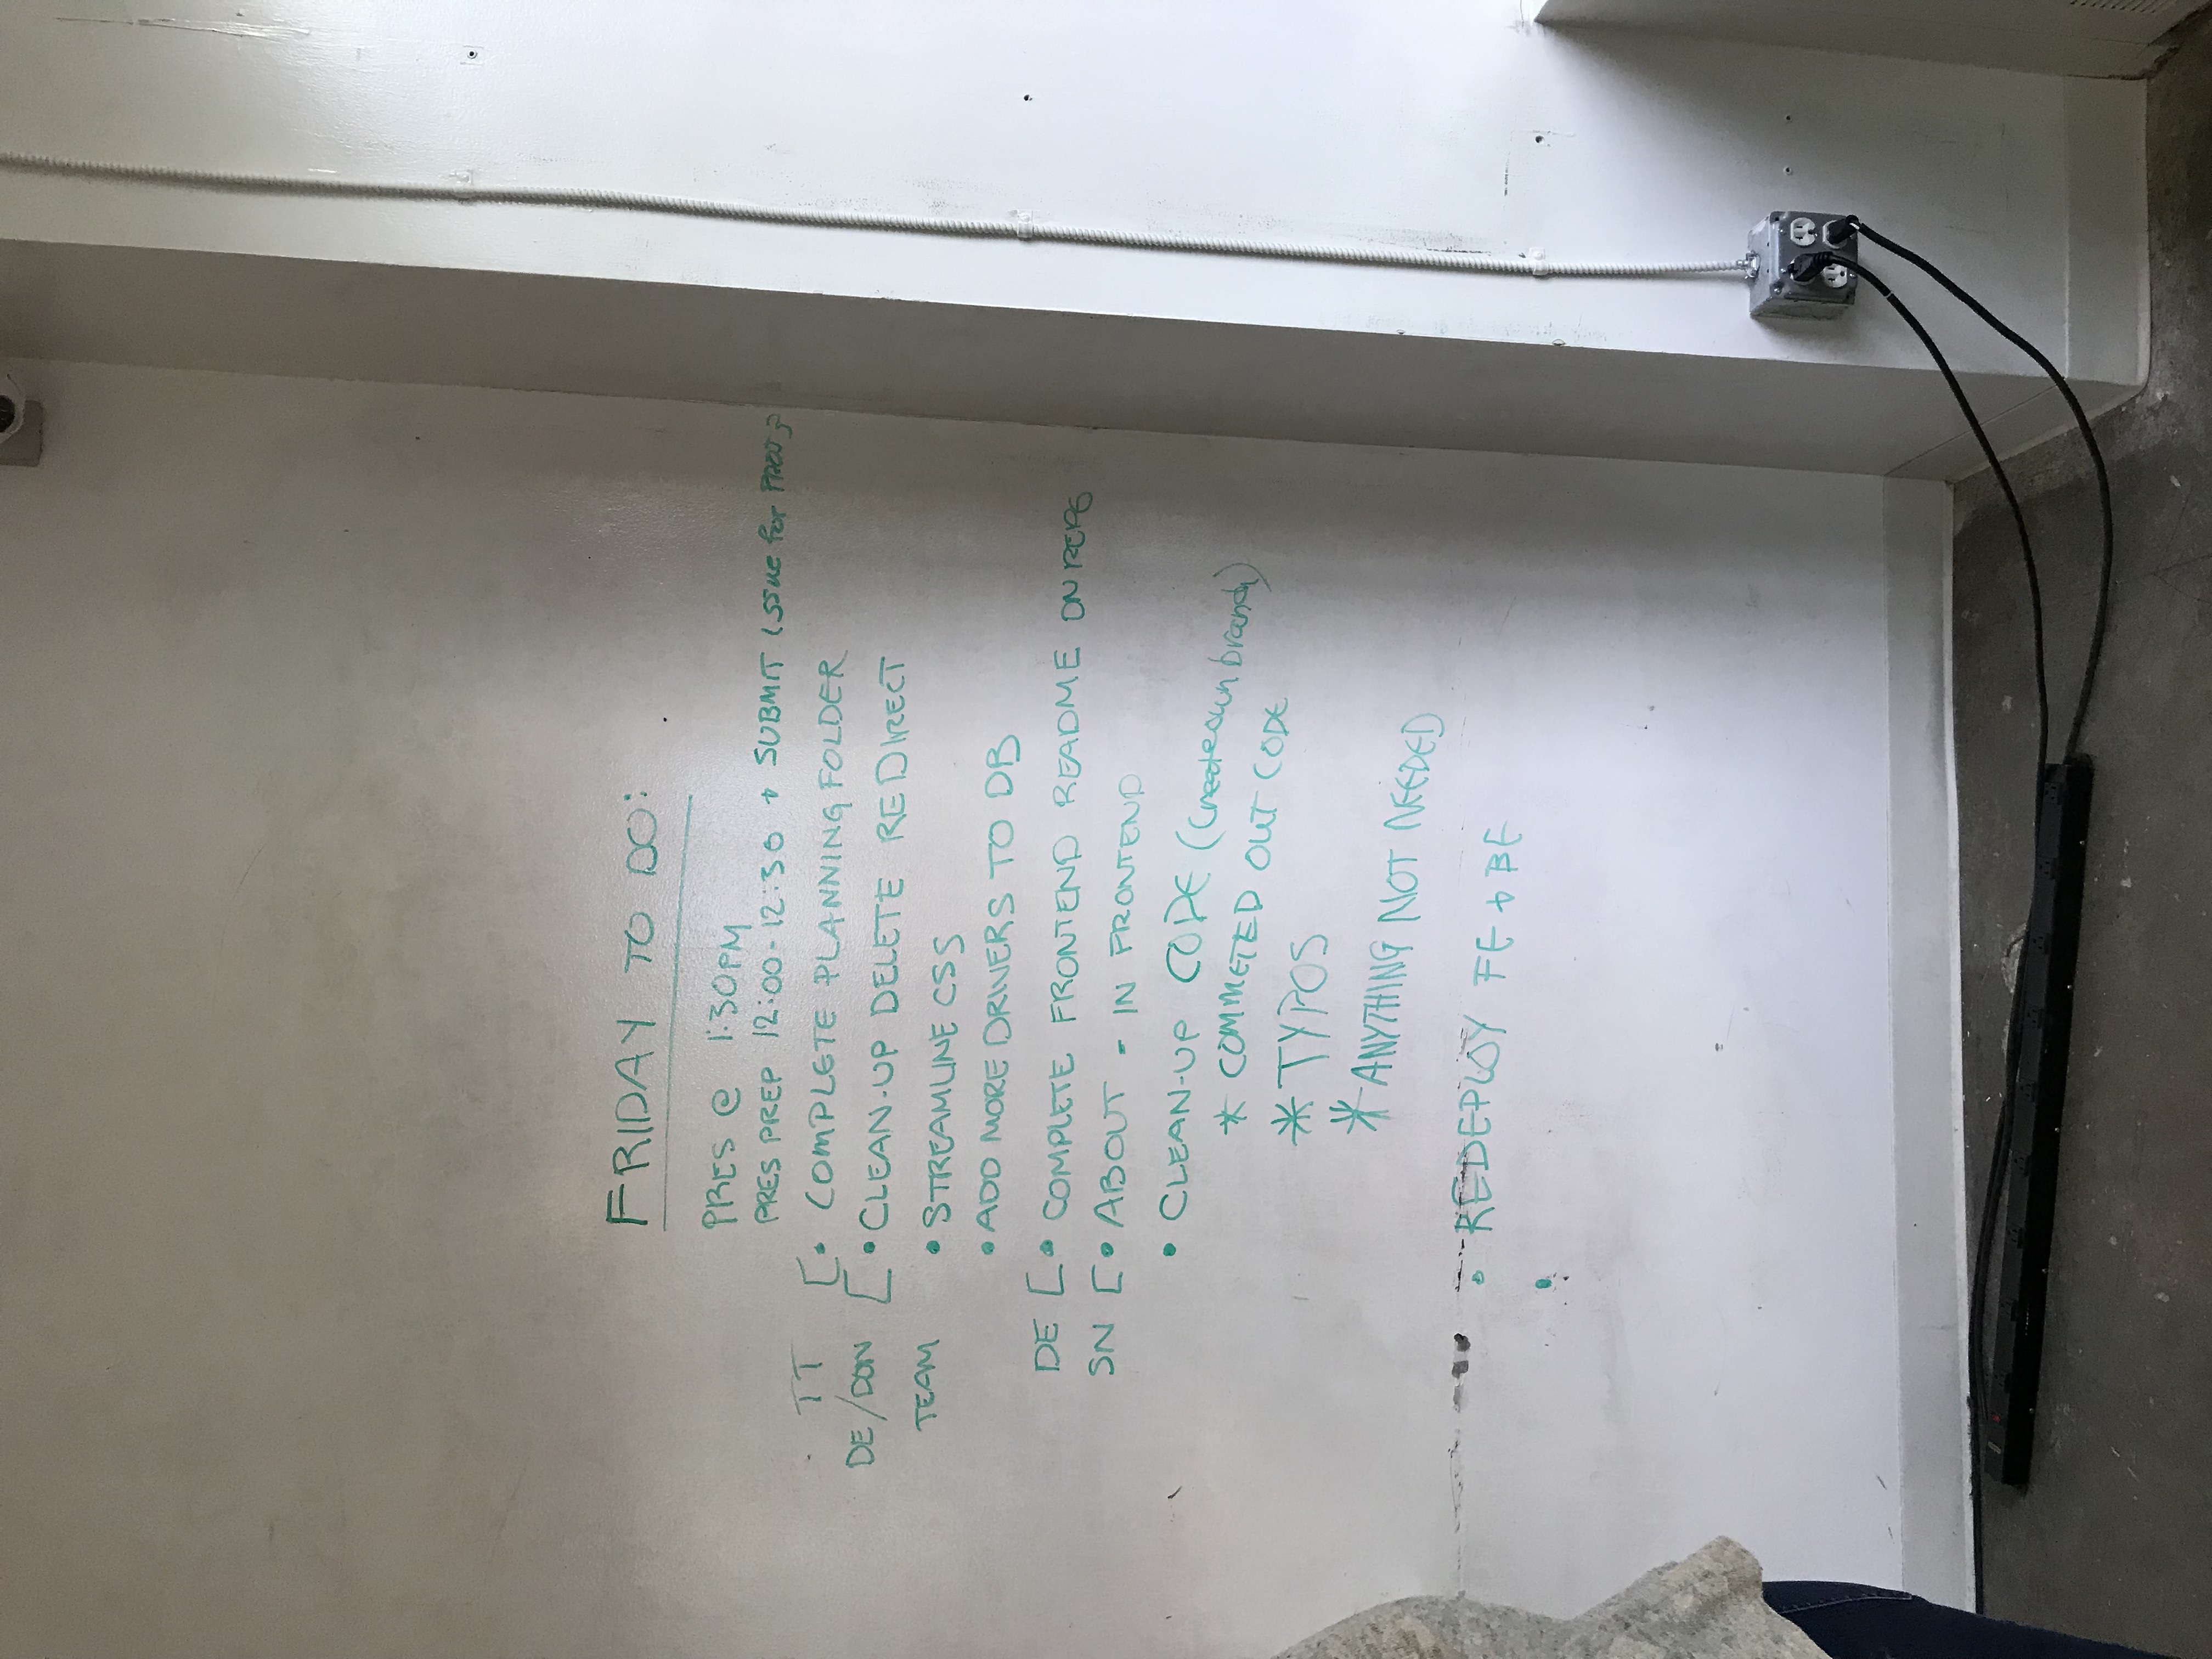 FRIDAY TO DO:
PRES @ 1:30PM
PRES PREP 12:00-12:30 + SUBMIT issue for PROJ 3
TT [• COMPLETE PLANNING FOLDER
DE/DON [• CLEAN-UP DELETE REDIRECT
TEAM • STREAMLINE CSS
• ADD MORE DRIVERS TO DB
DE [• COMPLETE FRONTEND README ON REPO
SN [• ABOUT - IN FRONTEND
• CLEAN-UP CODE (Create own branch)
* COMMETED OUT CODE
* TYPOS
* ANYTHING NOT NEEDED
• REDEPLOY FE + BE
•